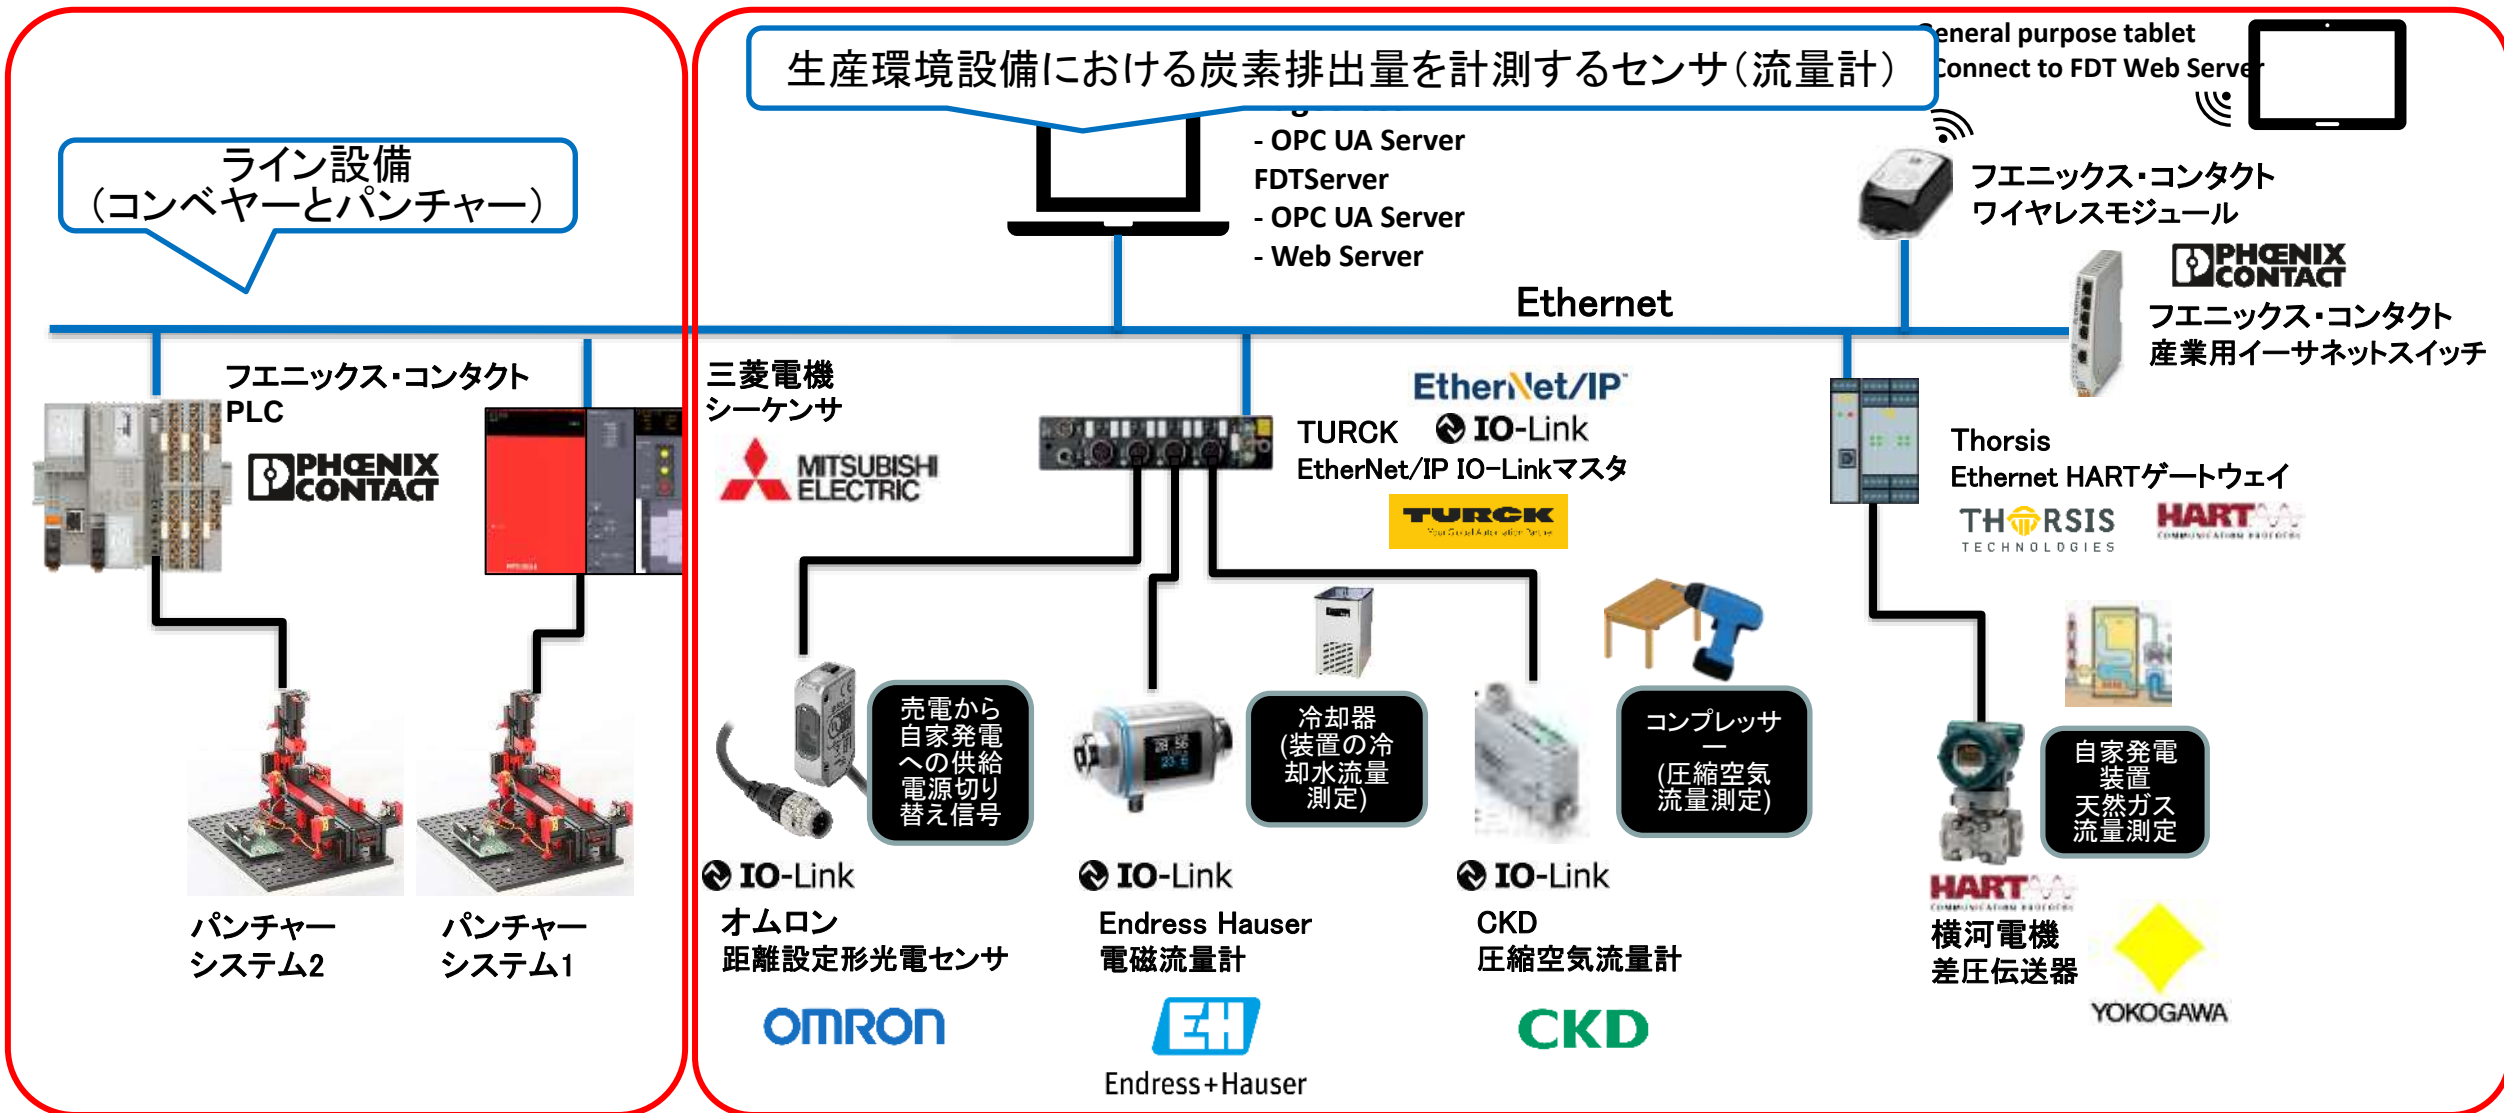 生産環境設備における炭素排出量を計測するセンサ（流量計）
eneral purpose tablet
Connect to FDT Web Server
ライン設備
（コンベヤーとパンチャー）
- OPC UA Server
FDTServer
- OPC UA Server
- Web Server
フエニックス・コンタクト
ワイヤレスモジュール
PHŒNIX
CONTACT
フエニックス・コンタクト
産業用イーサネットスイッチ
Ethernet
フエニックス・コンタクト
PLC
PHŒNIX
CONTACT
三菱電機
シーケンサ
MITSUBISHI
ELECTRIC
EtherNet/IP
TURCK
IO-Link
EtherNet/IP IO-Linkマスタ
TURCK
Your Global Automation Partner
Thorsis
Ethernet HARTゲートウェイ
THORSIS
TECHNOLOGIES
HART
COMMUNICATION PROTOCOL
売電から
自家発電
への供給
電源切り
替え信号
冷却器
(装置の冷
却水流量
測定)
コンプレッサ
ー
(圧縮空気
流量測定)
自家発電
装置
天然ガス
流量測定
パンチャー
システム2
パンチャー
システム1
IO-Link
オムロン
距離設定形光電センサ
OMRON
IO-Link
Endress Hauser
電磁流量計
EH
Endress+Hauser
IO-Link
CKD
圧縮空気流量計
CKD
HART
COMMUNICATION PROTOCOL
横河電機
差圧伝送器
YOKOGAWA